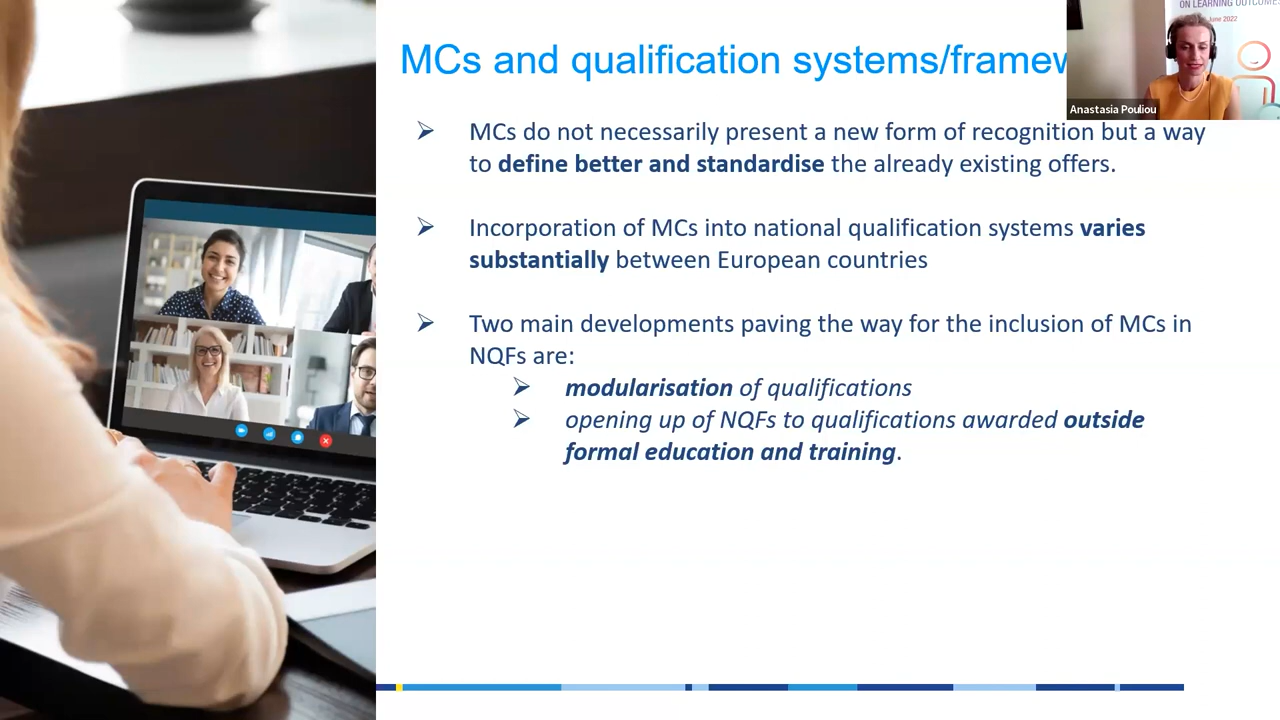 ON LEARNING OUTCOMES
June 2022
Anastasia Pouliou
MCs and qualification systems/framew
MCs do not necessarily present a new form of recognition but a way
to define better and standardise the already existing offers.
Incorporation of MCs into national qualification systems varies
substantially between European countries
Two main developments paving the way for the inclusion of MCs in
NQFs are:
modularisation of qualifications
opening up of NQFs to qualifications awarded outside
formal education and training.